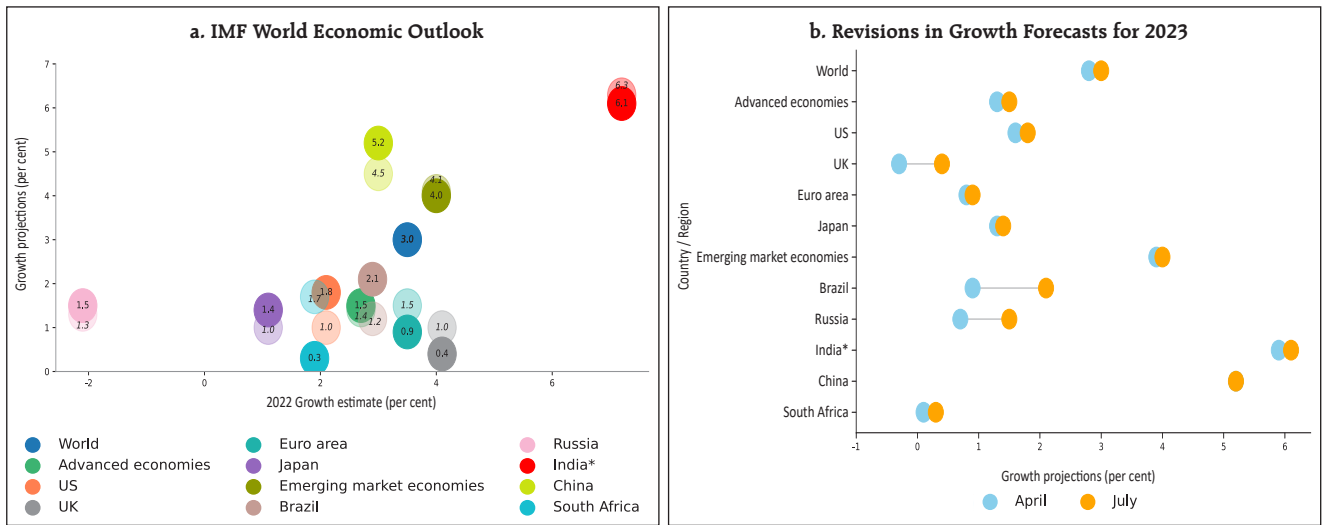 a. IMF World Economic Outlook
Growth projections (per cent)
7
6
5
4
3
2
1
0
6.3
6.1
5.2
4.5
4.1
4.0
3.0
2.1
1.8
1.7
1.5
1.5
1.5
1.4
1.4
1.3
1.2
1.0
1.0
1.0
0.9
0.4
0.3
-2
0
2
4
6
2022 Growth estimate (per cent)
World
Advanced economies
US
UK
Euro area
Japan
Emerging market economies
Brazil
Russia
India*
China
South Africa
b. Revisions in Growth Forecasts for 2023
Country / Region
World
Advanced economies
US
UK
Euro area
Japan
Emerging market economies
Brazil
Russia
India*
China
South Africa
-1
0
1
2
3
4
5
6
Growth projections (per cent)
April
July